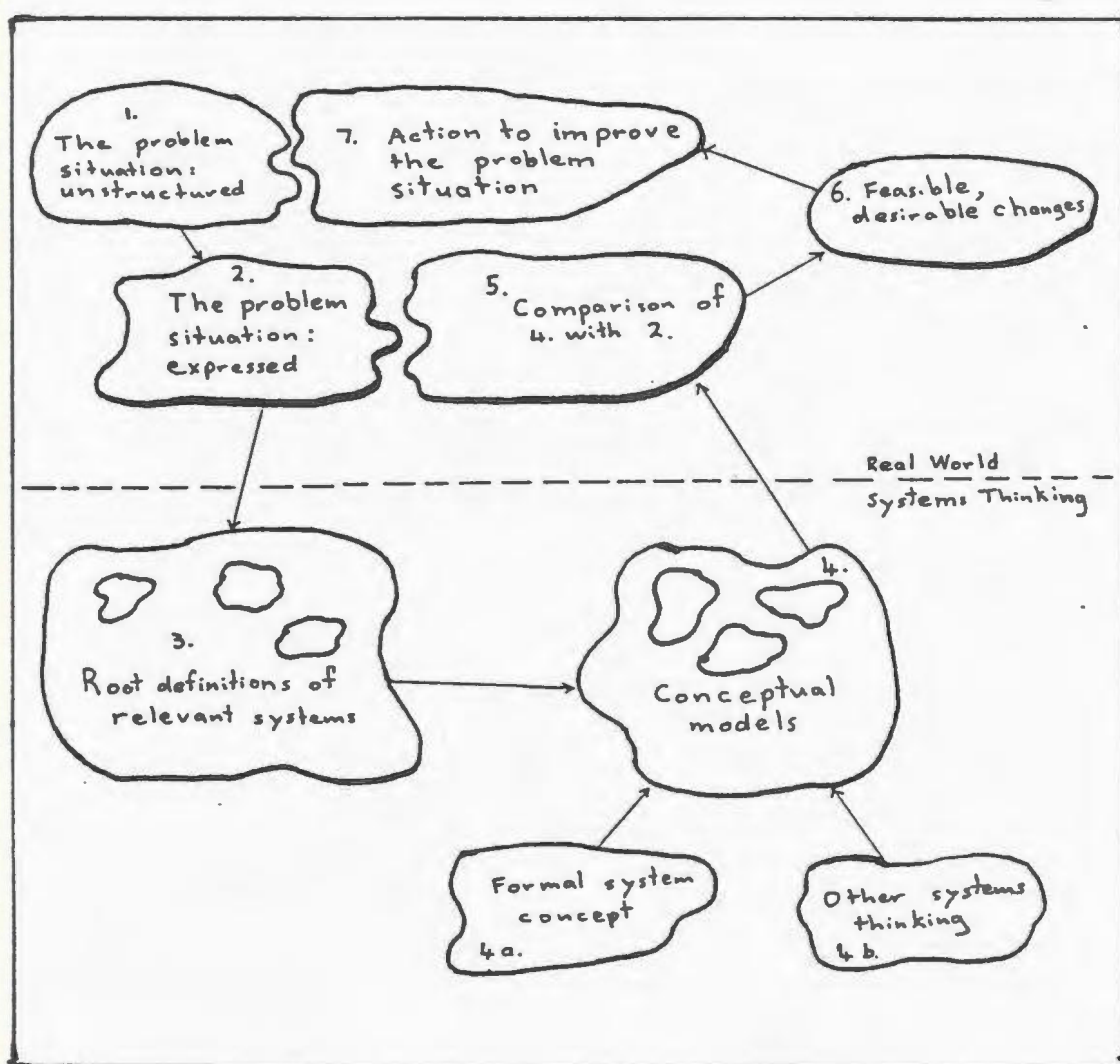 1.
The problem
situation:
unstructured
7. Action to improve
the problem
situation
6. Feasible,
desirable changes
2.
The problem
situation:
expressed
5.
Comparison of
4. with 2.
Real World
Systems Thinking
3.
Root definitions of
relevant systems
4.
Conceptual
models
Formal system
concept
4a.
Other systems
thinking
4b.